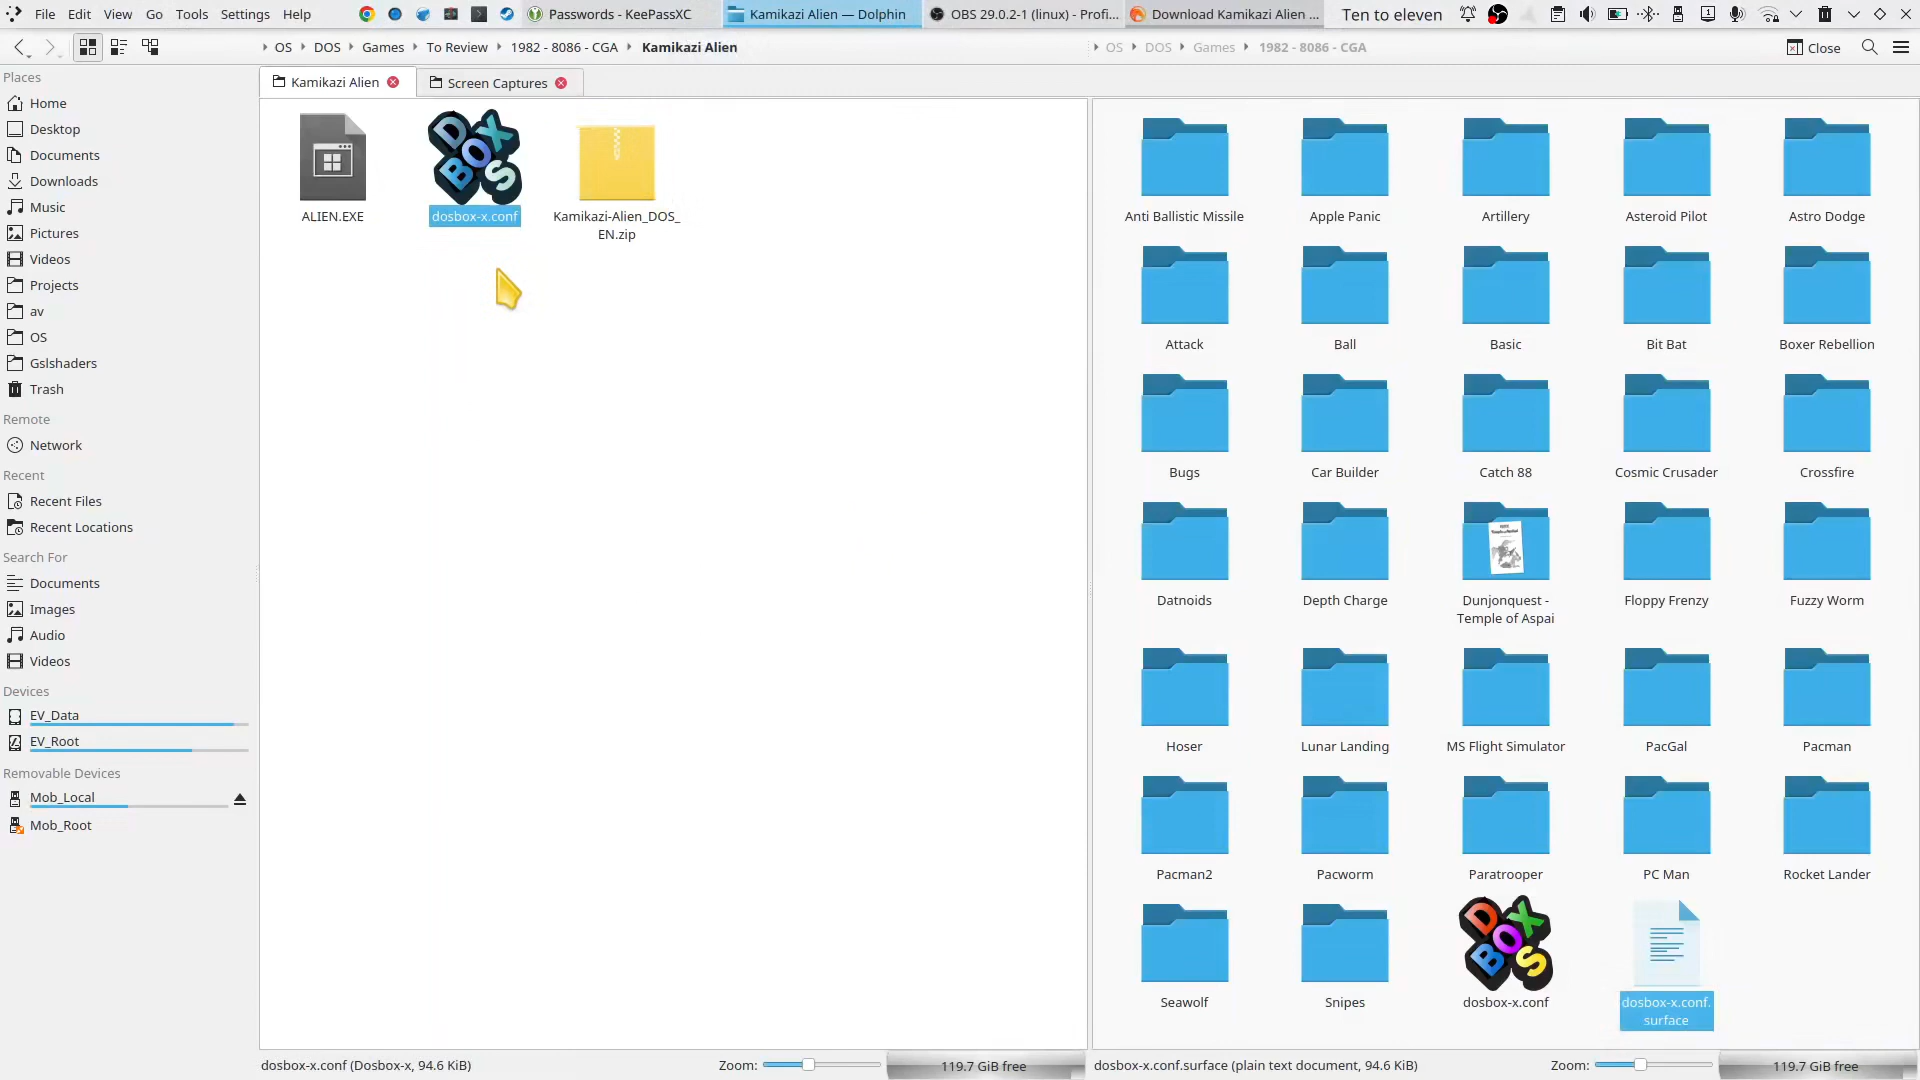 File Edit View Go Tools Settings Help
Passwords - KeePassXC
Kamikazi Alien — Dolphin
OBS 29.0.2-1 (linux) - Profi...
Download Kamikazi Alien ...
Ten to eleven
OS DOS Games To Review 1982 - 8086 - CGA Kamikazi Alien
OS DOS Games 1982 - 8086 - CGA
Close
Places
Home
Desktop
Documents
Downloads
Music
Pictures
Videos
Projects
av
OS
Gslshaders
Trash
Remote
Network
Recent
Recent Files
Recent Locations
Search For
Documents
Images
Audio
Videos
Devices
EV_Data
EV_Root
Removable Devices
Mob_Local
Mob_Root
Kamikazi Alien
Screen Captures
ALIEN.EXE
dosbox-x.conf
Kamikazi-Alien_DOS_
EN.zip
Anti Ballistic Missile
Apple Panic
Artillery
Asteroid Pilot
Astro Dodge
Attack
Ball
Basic
Bit Bat
Boxer Rebellion
Bugs
Car Builder
Catch 88
Cosmic Crusader
Crossfire
Datnoids
Depth Charge
Dunjonquest -
Temple of Aspai
Floppy Frenzy
Fuzzy Worm
Hoser
Lunar Landing
MS Flight Simulator
PacGal
Pacman
Pacman2
Pacworm
Paratrooper
PC Man
Rocket Lander
Seawolf
Snipes
dosbox-x.conf
dosbox-x.conf.
surface
dosbox-x.conf (Dosbox-x, 94.6 KiB)
Zoom:
119.7 GiB free
dosbox-x.conf.surface (plain text document, 94.6 KiB)
Zoom:
119.7 GiB free